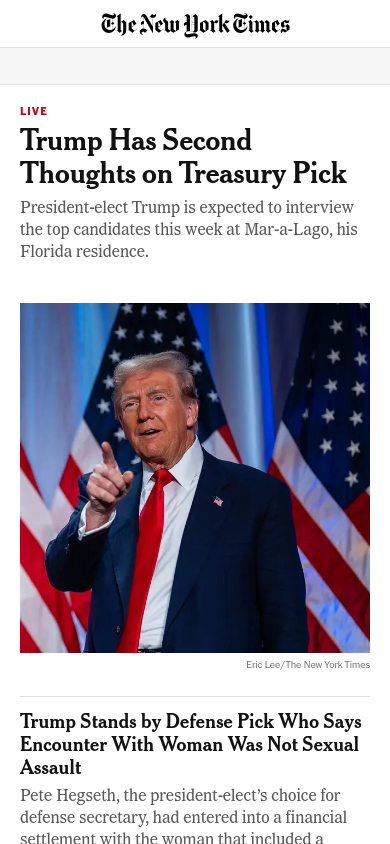 The New York Times
LIVE
Trump Has Second
Thoughts on Treasury Pick
President-elect Trump is expected to interview
the top candidates this week at Mar-a-Lago, his
Florida residence.
Eric Lee/The New York Times
Trump Stands by Defense Pick Who Says
Encounter With Woman Was Not Sexual
Assault
Pete Hegseth, the president-elect’s choice for
defense secretary, had entered into a financial
settlement with the woman that included a